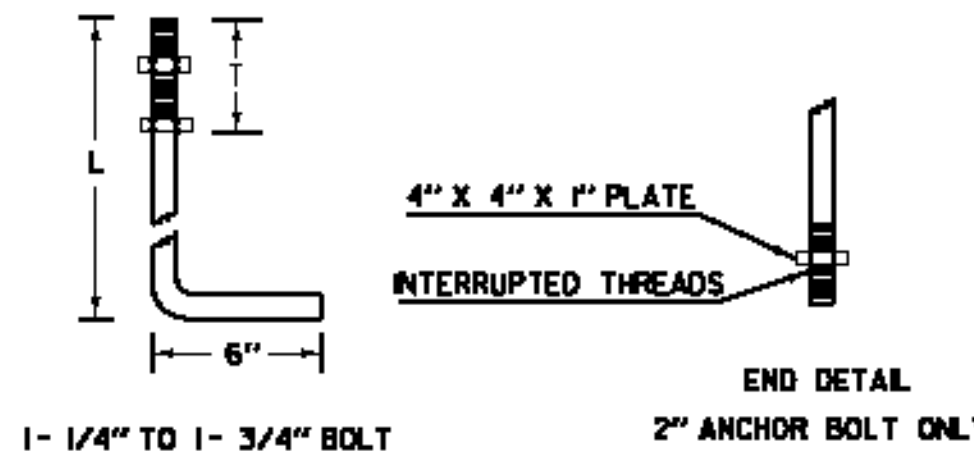 L
T
4" X 4" X 1" PLATE
INTERRUPTED THREADS
6"
END DETAIL
1- 1/4" TO 1- 3/4" BOLT
2" ANCHOR BOLT ONLY